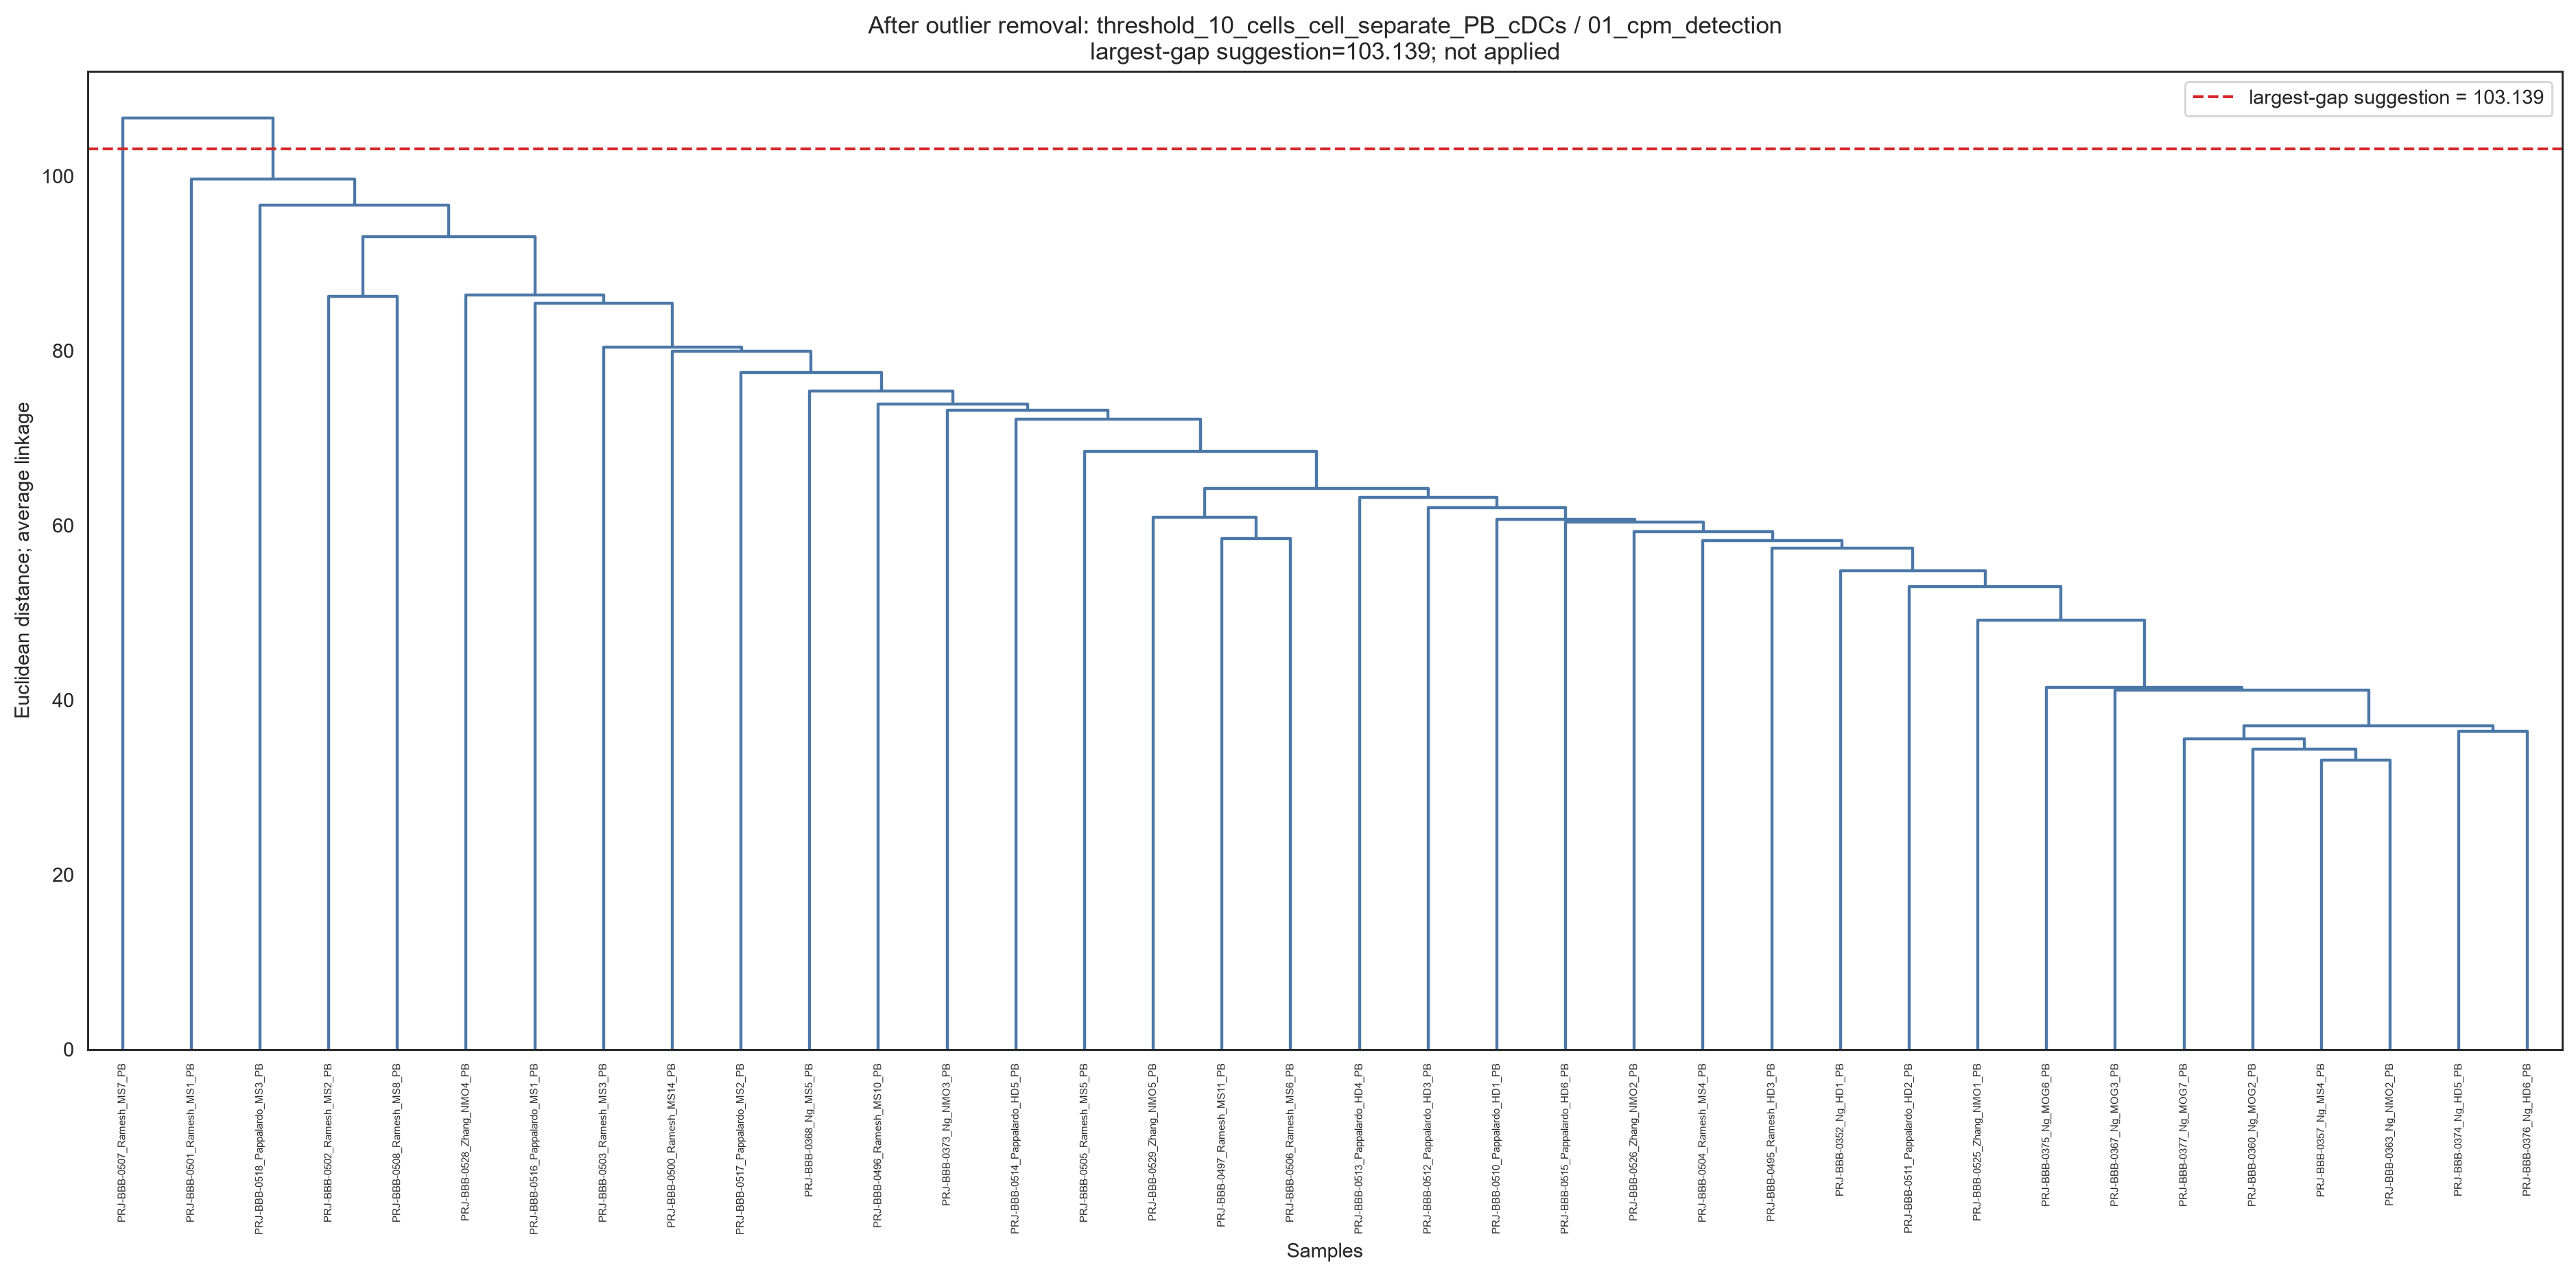 After outlier removal: threshold_10_cells_cell_separate_PB_cDCs / 01_cpm_detection
largest-gap suggestion=103.139; not applied
largest-gap suggestion = 103.139
Euclidean distance; average linkage
100
80
60
40
20
0
PRJ-BBB-0507_Ramesh_MS7_PB
PRJ-BBB-0501_Ramesh_MS1_PB
PRJ-BBB-0518_Pappalardo_MS3_PB
PRJ-BBB-0502_Ramesh_MS2_PB
PRJ-BBB-0508_Ramesh_MS8_PB
PRJ-BBB-0528_Zhang_NMO4_PB
PRJ-BBB-0516_Pappalardo_MS1_PB
PRJ-BBB-0503_Ramesh_MS3_PB
PRJ-BBB-0500_Ramesh_MS14_PB
PRJ-BBB-0517_Pappalardo_MS2_PB
PRJ-BBB-0368_Ng_MS5_PB
PRJ-BBB-0496_Ramesh_MS10_PB
PRJ-BBB-0373_Ng_NMO3_PB
PRJ-BBB-0514_Pappalardo_HD5_PB
PRJ-BBB-0505_Ramesh_MS5_PB
PRJ-BBB-0529_Zhang_NMO5_PB
PRJ-BBB-0497_Ramesh_MS11_PB
PRJ-BBB-0506_Ramesh_MS6_PB
PRJ-BBB-0513_Pappalardo_HD4_PB
PRJ-BBB-0512_Pappalardo_HD3_PB
PRJ-BBB-0510_Pappalardo_HD1_PB
PRJ-BBB-0515_Pappalardo_HD6_PB
PRJ-BBB-0526_Zhang_NMO2_PB
PRJ-BBB-0504_Ramesh_MS4_PB
PRJ-BBB-0495_Ramesh_HD3_PB
PRJ-BBB-0352_Ng_HD1_PB
PRJ-BBB-0511_Pappalardo_HD2_PB
PRJ-BBB-0525_Zhang_NMO1_PB
PRJ-BBB-0375_Ng_MOG6_PB
PRJ-BBB-0367_Ng_MOG3_PB
PRJ-BBB-0377_Ng_MOG7_PB
PRJ-BBB-0360_Ng_MOG2_PB
PRJ-BBB-0357_Ng_MS4_PB
PRJ-BBB-0363_Ng_NMO2_PB
PRJ-BBB-0374_Ng_HD5_PB
PRJ-BBB-0376_Ng_HD6_PB
Samples